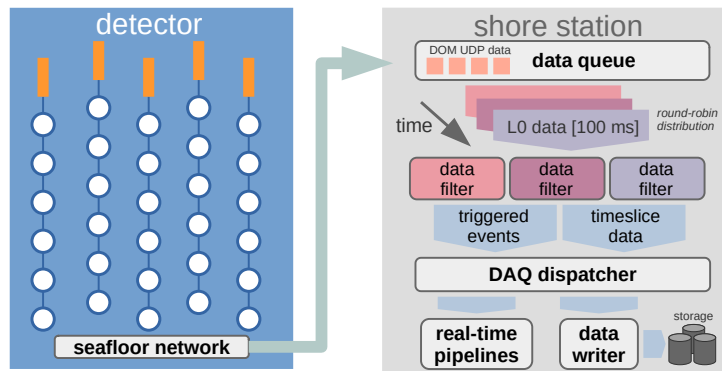 detector
seafloor network
shore station
DOM UDP data
data queue
time
L0 data [100 ms]
round-robin
distribution
data
filter
data
filter
data
filter
triggered
events
timeslice
data
DAQ dispatcher
real-time
pipelines
data
writer
storage